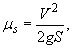 μₛ = V²/2gS,